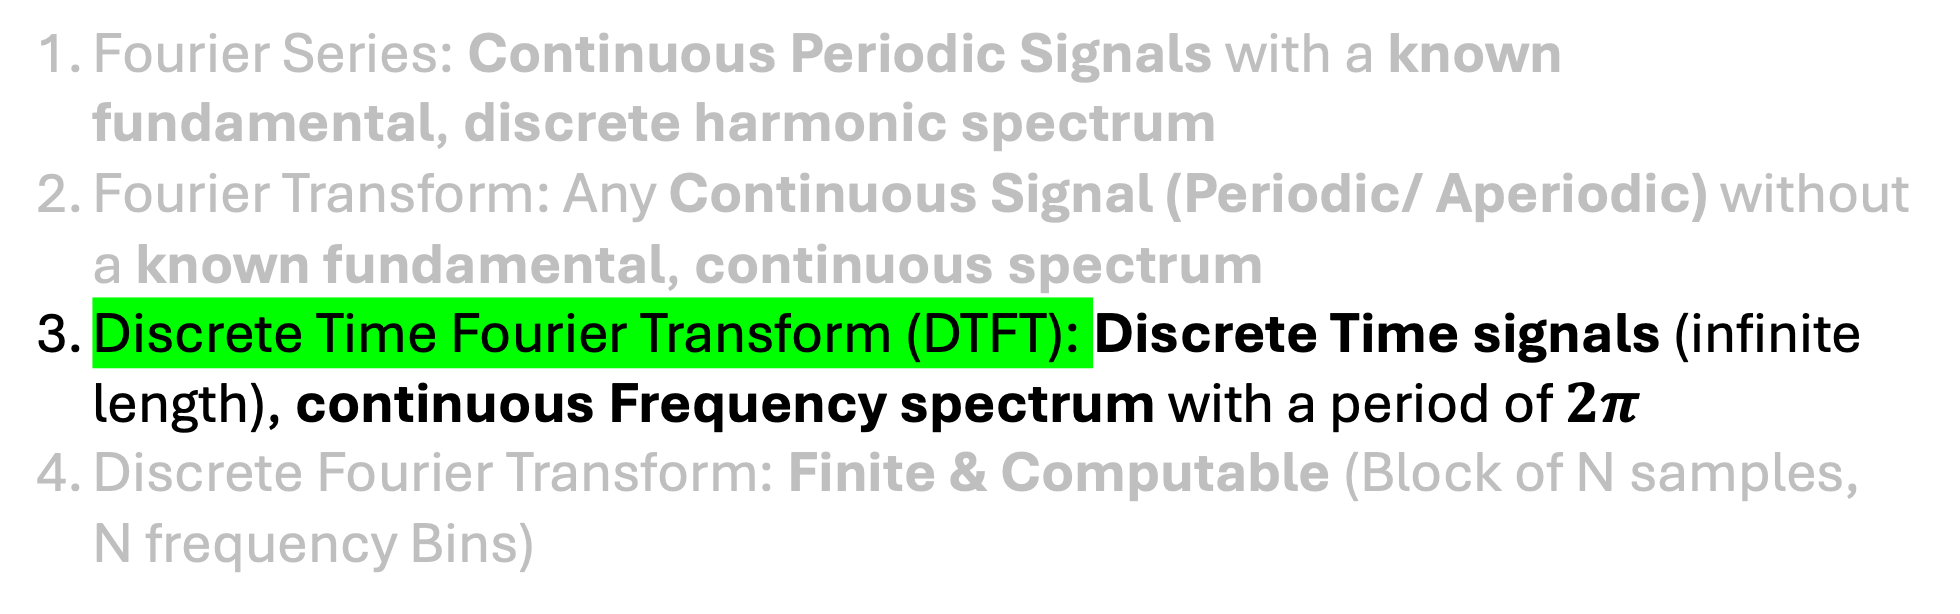 1. Fourier Series: Continuous Periodic Signals with a known
fundamental, discrete harmonic spectrum
2. Fourier Transform: Any Continuous Signal (Periodic/ Aperiodic) without
a known fundamental, continuous spectrum
3. Discrete Time Fourier Transform (DTFT): Discrete Time signals (infinite
length), continuous Frequency spectrum with a period of 2π
4. Discrete Fourier Transform: Finite & Computable (Block of N samples,
N frequency Bins)